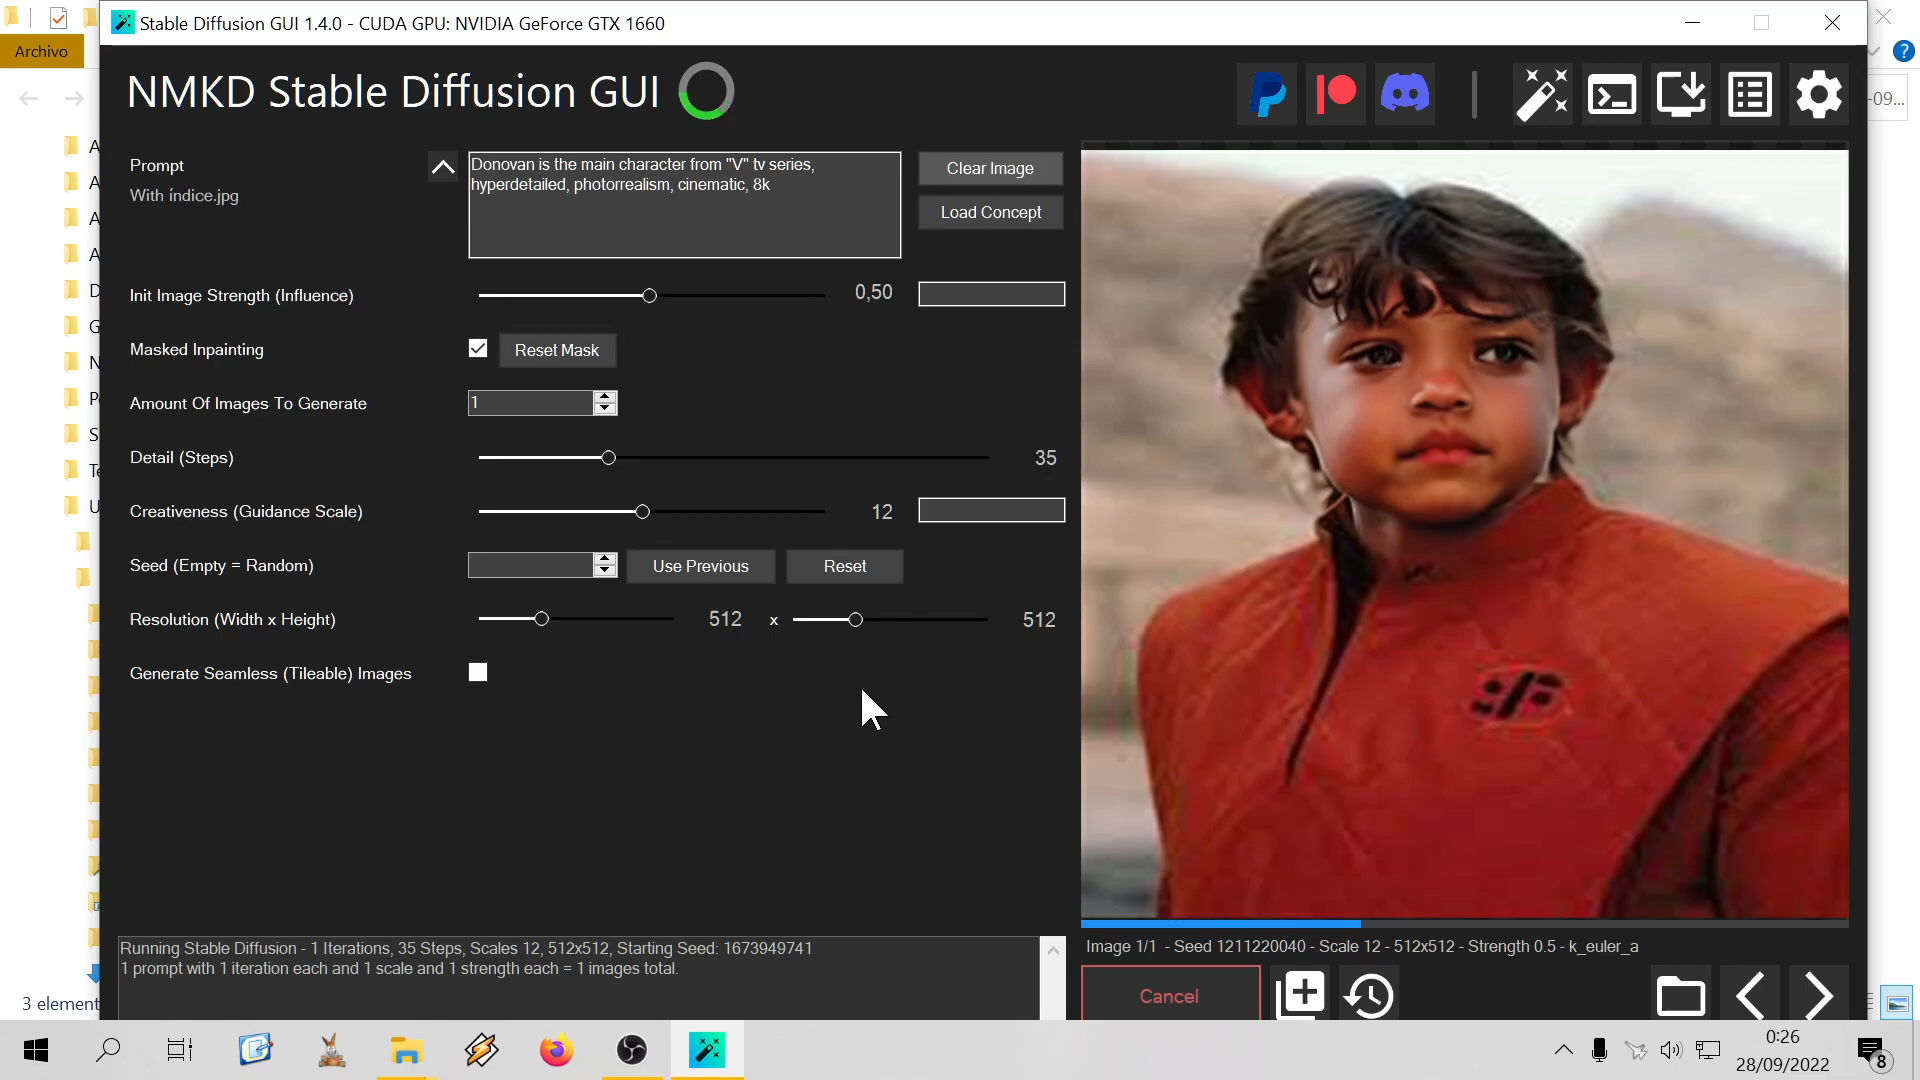 Stable Diffusion GUI 1.4.0 - CUDA GPU: NVIDIA GeForce GTX 1660
Archivo
NMKD Stable Diffusion GUI
-09...
Prompt
With índice.jpg
Donovan is the main character from "V" tv series,
hyperdetailed, photorrealism, cinematic, 8k
Clear Image
Load Concept
Init Image Strength (Influence)
0,50
Masked Inpainting
Reset Mask
Amount Of Images To Generate
1
Detail (Steps)
35
Creativeness (Guidance Scale)
12
Seed (Empty = Random)
Use Previous
Reset
Resolution (Width x Height)
512
x
512
Generate Seamless (Tileable) Images
Running Stable Diffusion - 1 Iterations, 35 Steps, Scales 12, 512x512, Starting Seed: 1673949741
1 prompt with 1 iteration each and 1 scale and 1 strength each = 1 images total.
Image 1/1 - Seed 1211220040 - Scale 12 - 512x512 - Strength 0.5 - k_euler_a
Cancel
3 element
0:26
28/09/2022
8